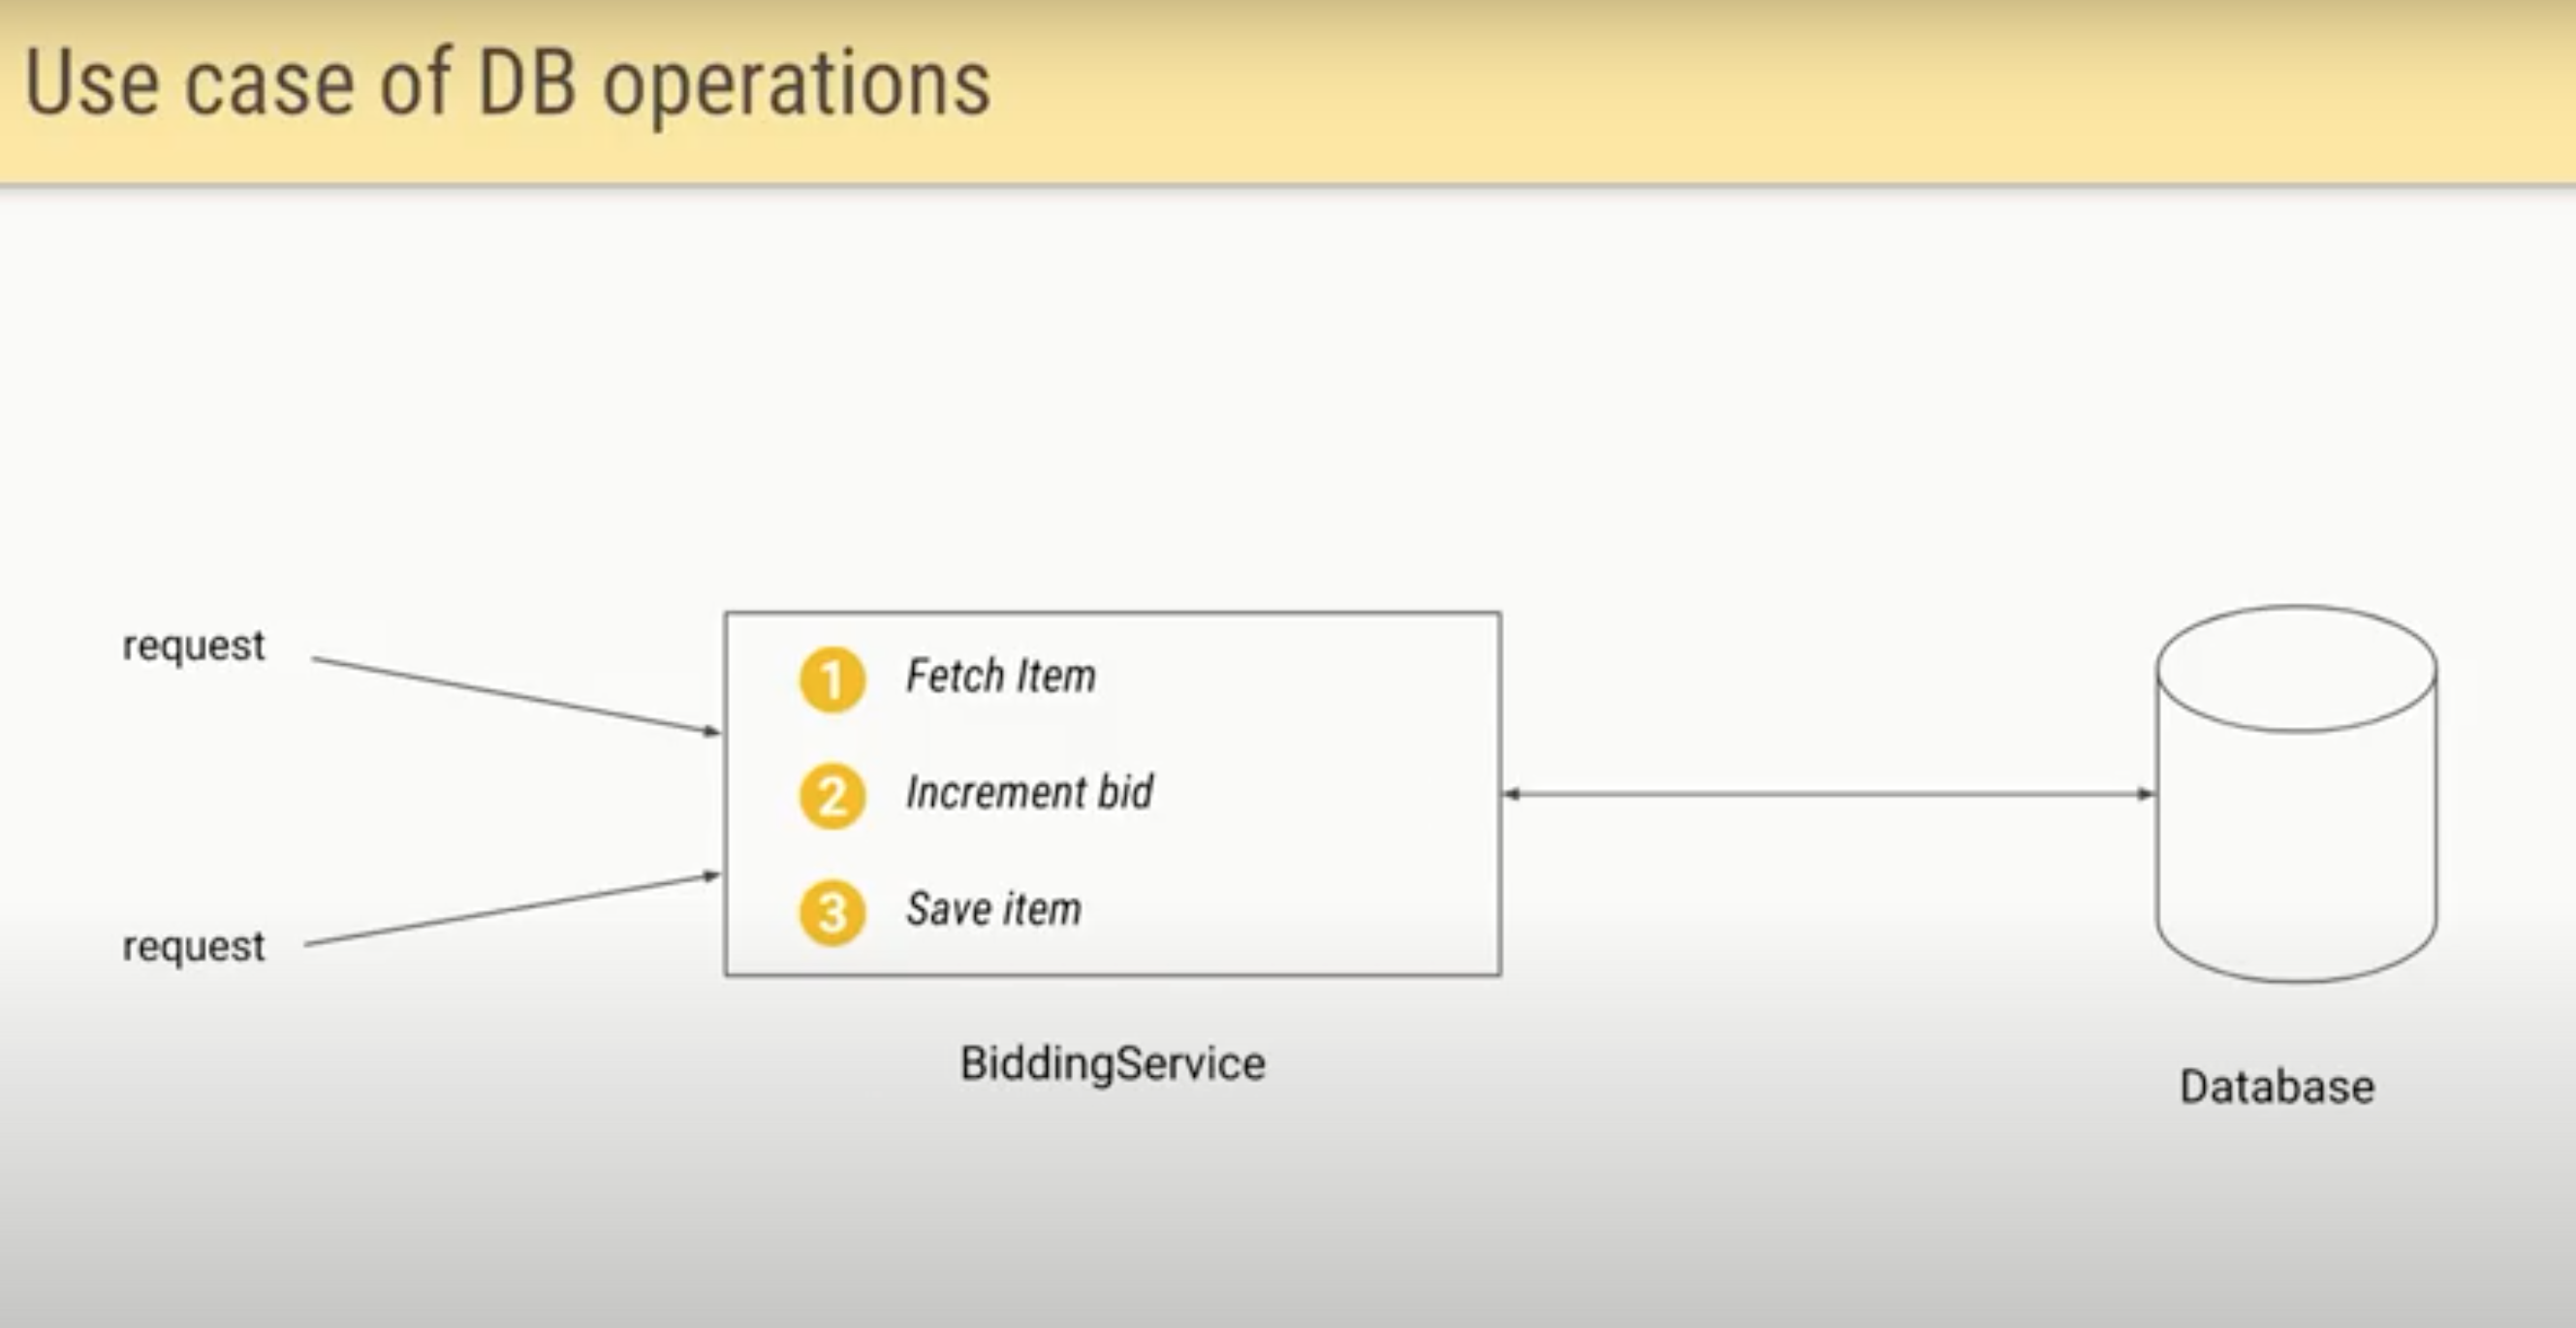 Use case of DB operations
request
request
1 Fetch Item
2 Increment bid
3 Save item
BiddingService
Database